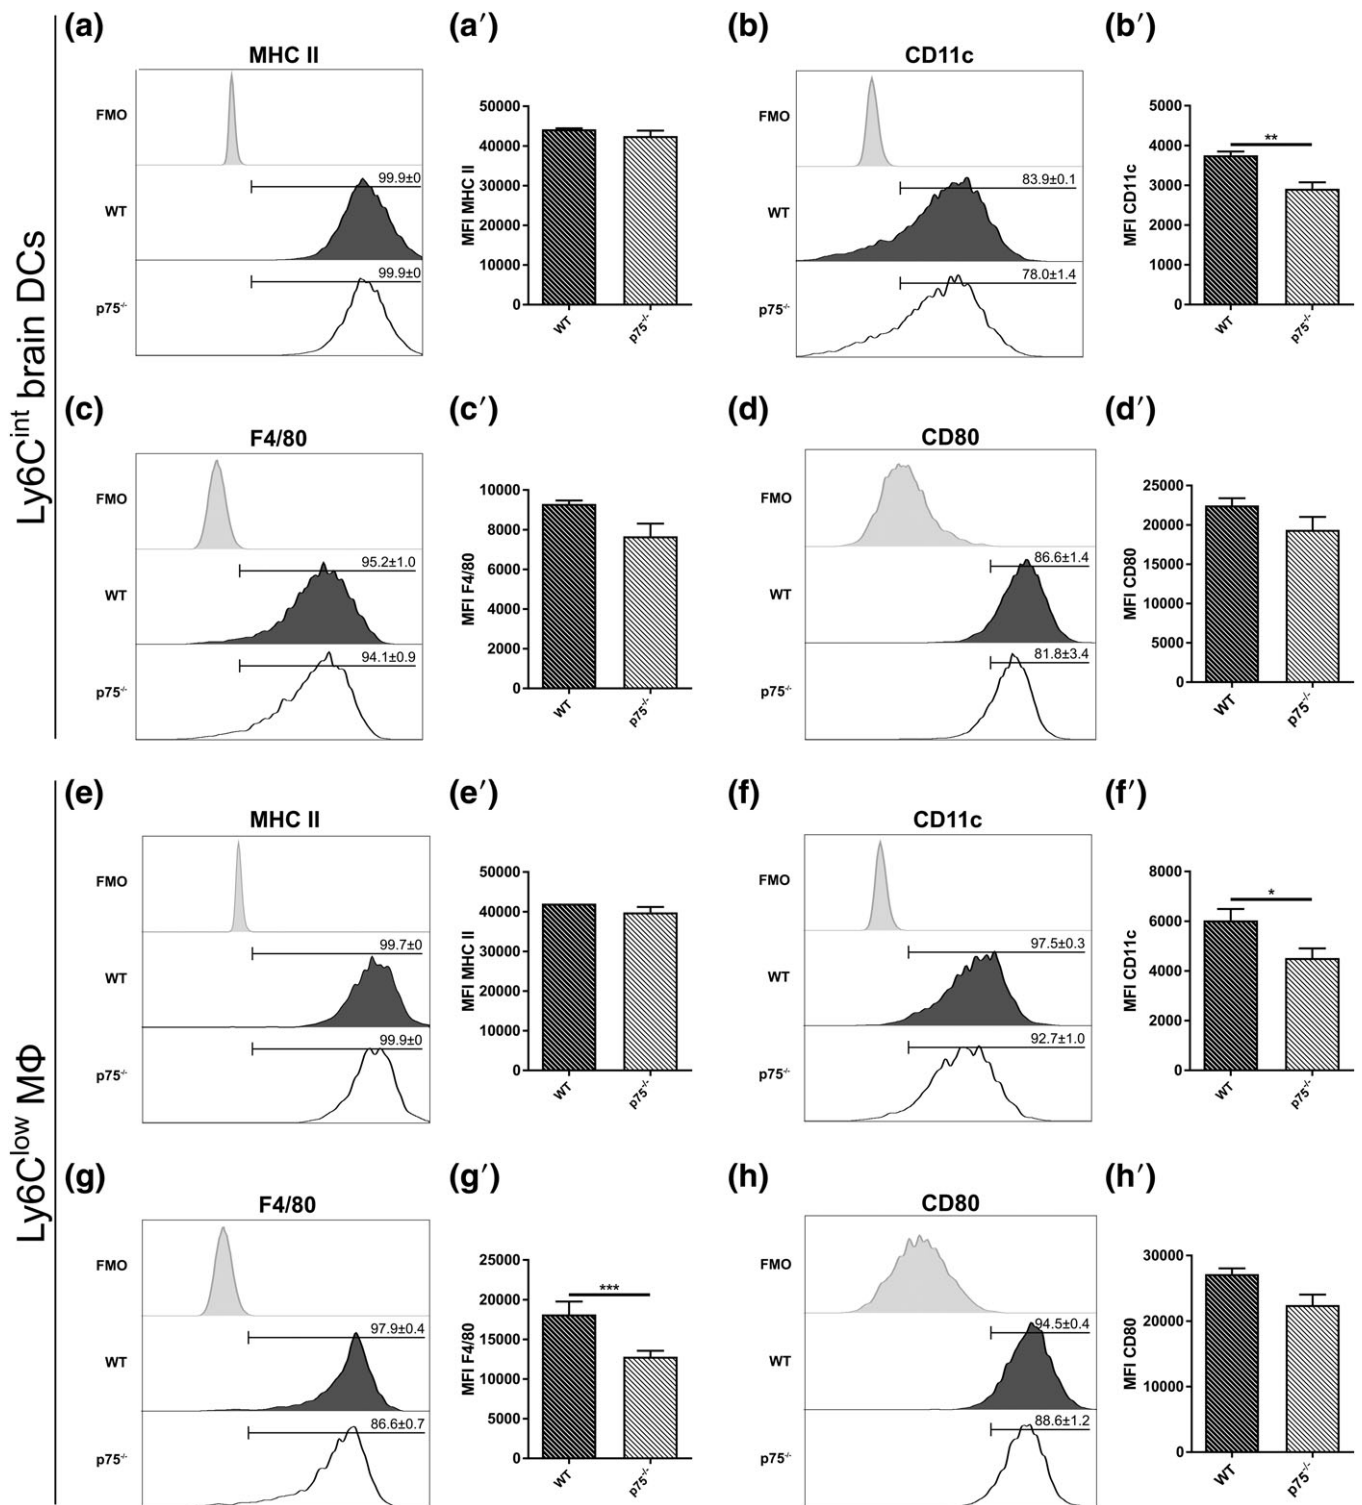 Ly6Cint brain DCs
(a)
MHC II
FMO
WT
99.9±0
p75-/-
99.9±0
(a′)
MFI MHC II
50000
40000
30000
20000
10000
0
WT
p75-/-
(b)
CD11c
FMO
WT
83.9±0.1
p75-/-
78.0±1.4
(b′)
MFI CD11c
5000
4000
3000
2000
1000
0
**
WT
p75-/-
(c)
F4/80
FMO
WT
95.2±1.0
p75-/-
94.1±0.9
(c′)
MFI F4/80
10000
8000
6000
4000
2000
0
WT
p75-/-
(d)
CD80
FMO
WT
86.6±1.4
p75-/-
81.8±3.4
(d′)
MFI CD80
25000
20000
15000
10000
5000
0
WT
p75-/-
Ly6Clow MΦ
(e)
MHC II
FMO
WT
99.7±0
p75-/-
99.9±0
(e′)
MFI MHC II
50000
40000
30000
20000
10000
0
WT
p75-/-
(f)
CD11c
FMO
WT
97.5±0.3
p75-/-
92.7±1.0
(f′)
MFI CD11c
8000
6000
4000
2000
0
*
WT
p75-/-
(g)
F4/80
FMO
WT
97.9±0.4
p75-/-
86.6±0.7
(g′)
MFI F4/80
25000
20000
15000
10000
5000
0
***
WT
p75-/-
(h)
CD80
FMO
WT
94.5±0.4
p75-/-
88.6±1.2
(h′)
MFI CD80
30000
20000
10000
0
WT
p75-/-